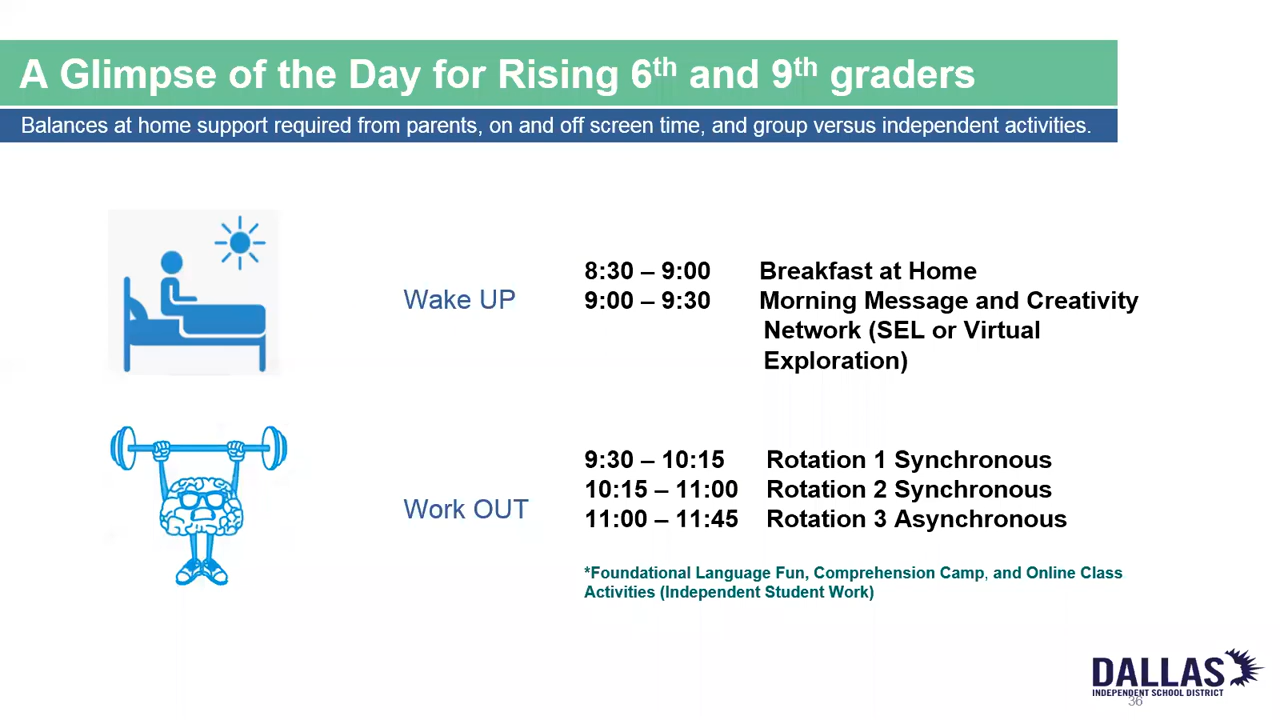 A Glimpse of the Day for Rising 6th and 9th graders
Balances at home support required from parents, on and off screen time, and group versus independent activities.
Wake UP
8:30 – 9:00 Breakfast at Home
9:00 – 9:30 Morning Message and Creativity
Network (SEL or Virtual
Exploration)
Work OUT
9:30 – 10:15 Rotation 1 Synchronous
10:15 – 11:00 Rotation 2 Synchronous
11:00 – 11:45 Rotation 3 Asynchronous
*Foundational Language Fun, Comprehension Camp, and Online Class
Activities (Independent Student Work)
DALLAS
INDEPENDENT SCHOOL DISTRICT
36